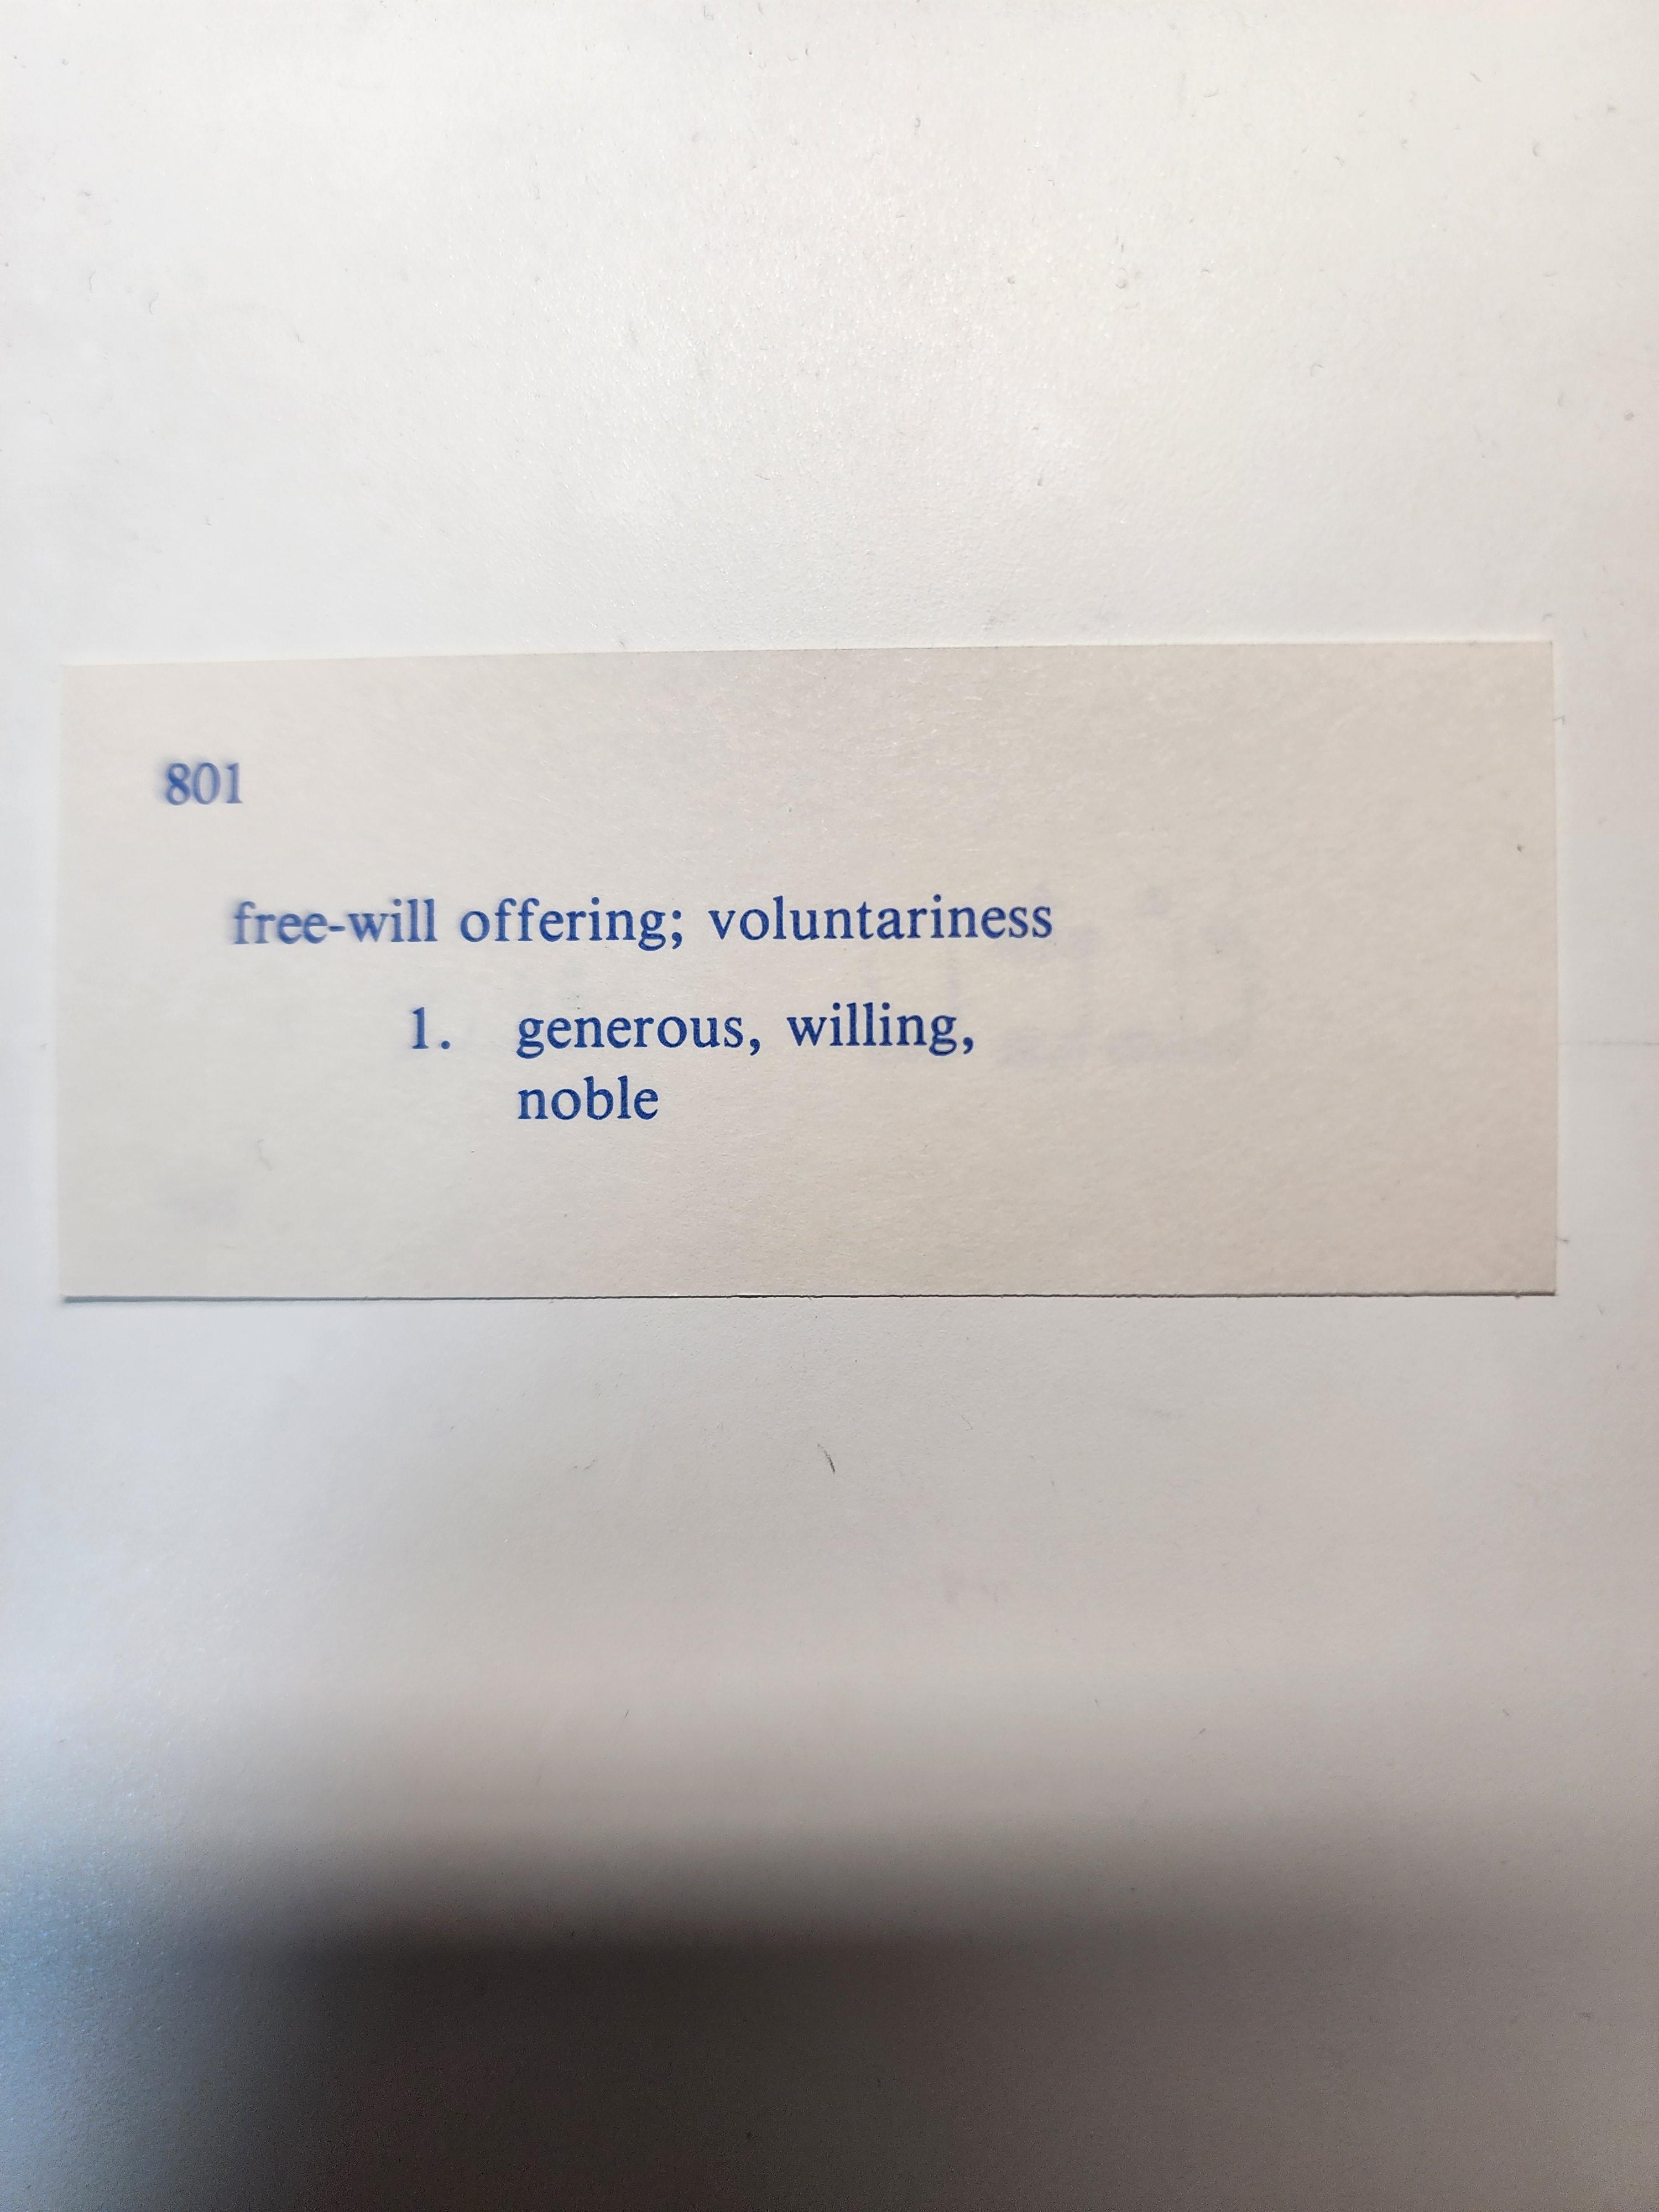 801
free-will offering; voluntariness
1. generous, willing,
noble